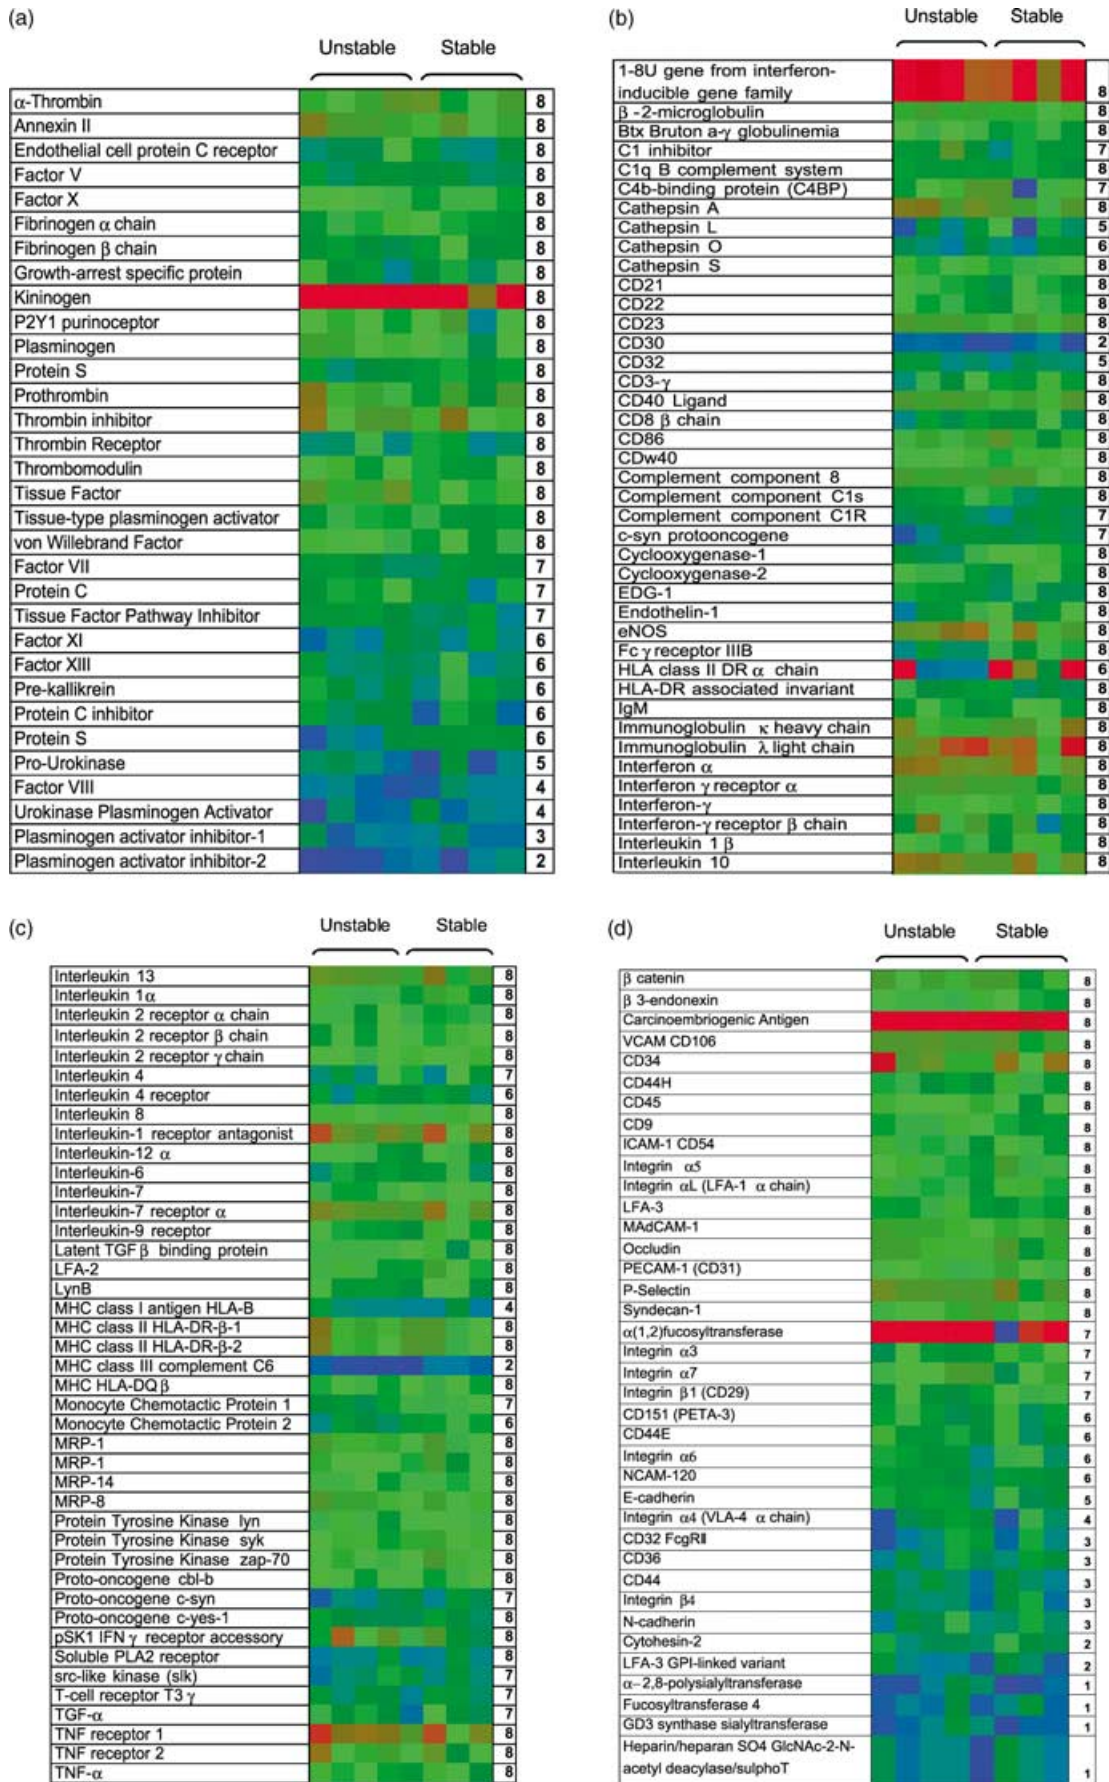 (a)
Unstable Stable
α-Thrombin 8
Annexin II 8
Endothelial cell protein C receptor 8
Factor V 8
Factor X 8
Fibrinogen α chain 8
Fibrinogen β chain 8
Growth-arrest specific protein 8
Kininogen 8
P2Y1 purinoceptor 8
Plasminogen 8
Protein S 8
Prothrombin 8
Thrombin inhibitor 8
Thrombin Receptor 8
Thrombomodulin 8
Tissue Factor 8
Tissue-type plasminogen activator 8
von Willebrand Factor 8
Factor VII 7
Protein C 7
Tissue Factor Pathway Inhibitor 7
Factor XI 6
Factor XIII 6
Pre-kallikrein 6
Protein C inhibitor 6
Protein S 6
Pro-Urokinase 5
Factor VIII 4
Urokinase Plasminogen Activator 4
Plasminogen activator inhibitor-1 3
Plasminogen activator inhibitor-2 2
(b)
Unstable Stable
1-8U gene from interferon-
inducible gene family 8
β -2-microglobulin 8
Btx Bruton a-γ globulinemia 8
C1 inhibitor 7
C1q B complement system 8
C4b-binding protein (C4BP) 7
Cathepsin A 8
Cathepsin L 5
Cathepsin O 6
Cathepsin S 8
CD21 8
CD22 8
CD23 8
CD30 2
CD32 5
CD3-γ 8
CD40 Ligand 8
CD8 β chain 8
CD86 8
CDw40 8
Complement component 8 8
Complement component C1s 8
Complement component C1R 7
c-syn protooncogene 7
Cyclooxygenase-1 8
Cyclooxygenase-2 8
EDG-1 8
Endothelin-1 8
eNOS 8
Fc γ receptor IIIB 8
HLA class II DR α chain 6
HLA-DR associated invariant 8
IgM 8
Immunoglobulin κ heavy chain 8
Immunoglobulin λ light chain 8
Interferon α 8
Interferon γ receptor α 8
Interferon-γ 8
Interferon-γ receptor β chain 8
Interleukin 1 β 8
Interleukin 10 8
(c)
Unstable Stable
Interleukin 13 8
Interleukin 1α 8
Interleukin 2 receptor α chain 8
Interleukin 2 receptor β chain 8
Interleukin 2 receptor γ chain 8
Interleukin 4 7
Interleukin 4 receptor 6
Interleukin 8 8
Interleukin-1 receptor antagonist 8
Interleukin-12 α 8
Interleukin-6 8
Interleukin-7 8
Interleukin-7 receptor α 8
Interleukin-9 receptor 8
Latent TGF β binding protein 8
LFA-2 8
LynB 8
MHC class I antigen HLA-B 4
MHC class II HLA-DR-β-1 8
MHC class II HLA-DR-β-2 8
MHC class III complement C6 2
MHC HLA-DQ β 8
Monocyte Chemotactic Protein 1 7
Monocyte Chemotactic Protein 2 6
MRP-1 8
MRP-1 8
MRP-14 8
MRP-8 8
Protein Tyrosine Kinase lyn 8
Protein Tyrosine Kinase syk 8
Protein Tyrosine Kinase zap-70 8
Proto-oncogene cbl-b 8
Proto-oncogene c-syn 7
Proto-oncogene c-yes-1 8
pSK1 IFN γ receptor accessory 8
Soluble PLA2 receptor 8
src-like kinase (slk) 7
T-cell receptor T3 γ 7
TGF-α 7
TNF receptor 1 8
TNF receptor 2 8
TNF-α 8
(d)
Unstable Stable
β catenin 8
β 3-endonexin 8
Carcinoembriogenic Antigen 8
VCAM CD106 8
CD34 8
CD44H 8
CD45 8
CD9 8
ICAM-1 CD54 8
Integrin α5 8
Integrin αL (LFA-1 α chain) 8
LFA-3 8
MAdCAM-1 8
Occludin 8
PECAM-1 (CD31) 8
P-Selectin 8
Syndecan-1 8
α(1,2)fucosyltransferase 7
Integrin α3 7
Integrin α7 7
Integrin β1 (CD29) 7
CD151 (PETA-3) 6
CD44E 6
Integrin α6 6
NCAM-120 6
E-cadherin 5
Integrin α4 (VLA-4 α chain) 4
CD32 FcgRII 3
CD36 3
CD44 3
Integrin β4 3
N-cadherin 3
Cytohesin-2 2
LFA-3 GPI-linked variant 2
α–2,8-polysialyltransferase 1
Fucosyltransferase 4 1
GD3 synthase sialyltransferase 1
Heparin/heparan SO4 GlcNAc-2-N-
acetyl deacylase/sulphoT 1